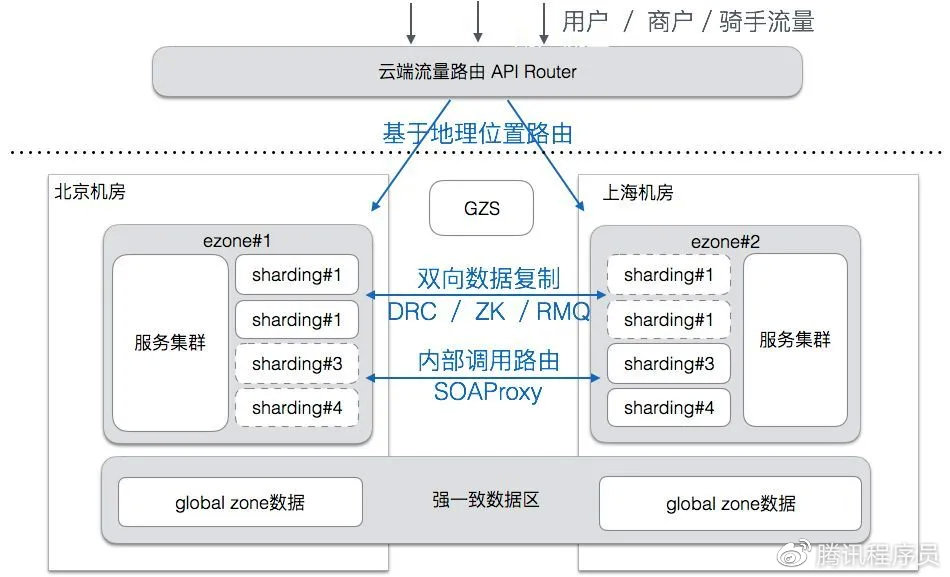 用户 / 商户 / 骑手流量
云端流量路由 API Router
基于地理位置路由
北京机房
GZS
上海机房
ezone#1
服务集群
sharding#1
sharding#1
sharding#3
sharding#4
双向数据复制
DRC / ZK / RMQ
内部调用路由
SOAProxy
ezone#2
sharding#1
sharding#1
sharding#3
sharding#4
服务集群
global zone数据
强一致数据区
global zone数据
@腾讯程序员